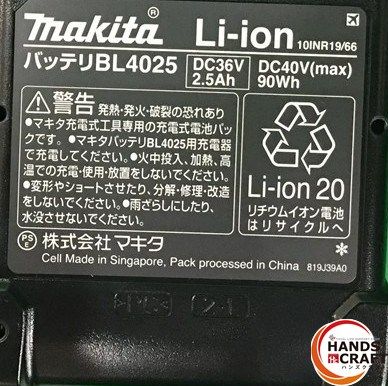 makita Li-ion 10INR19/66
バッテリBL4025 DC36V 2.5Ah DC40V(max) 90Wh
⚠警告 発熱・発火・破裂の恐れあり
●マキタ充電式工具専用の充電式電池パッ
クです。●マキタバッテリBL4025用充電器
で充電してください。●火中投入、加熱、高
温での充電・使用・放置をしないでください。
●変形やショートさせたり、分解・修理・改造
をしないでください。●雨ざらしにしたり、
水没させないでください。
Li-ion 20
リチウムイオン電池
はリサイクルへ
PS E 株式会社 マキタ
Cell Made in Singapore, Pack processed in China 819J39A0
HANDS
CRAFT
ハンズクラフト